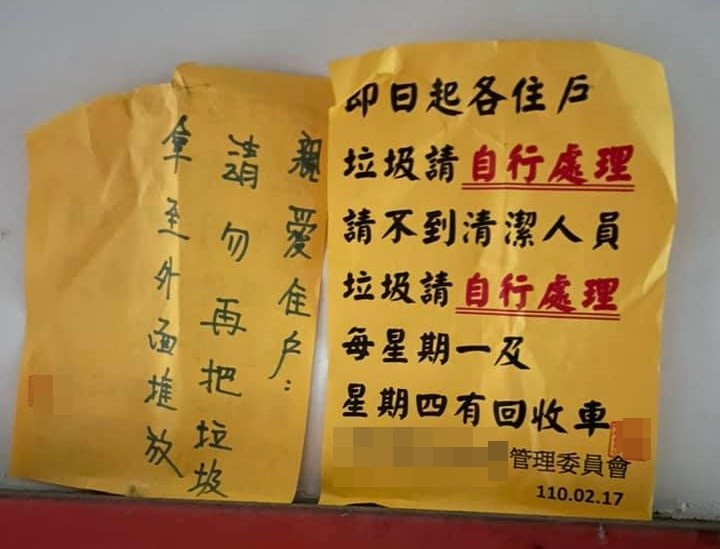 親愛住戶：
請勿再把垃圾
拿至外面堆放
即日起各住戶
垃圾請自行處理
請不到清潔人員
垃圾請自行處理
每星期一及
星期四有回收車
管理委員會
110.02.17